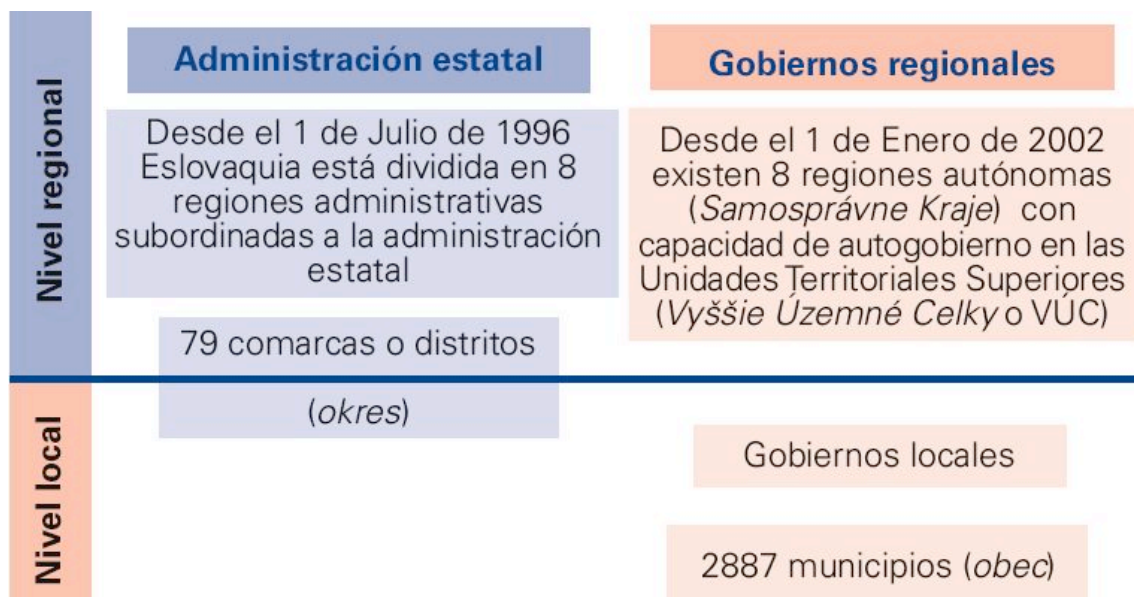 Nivel regional
Administración estatal
Desde el 1 de Julio de 1996
Eslovaquia está dividida en 8
regiones administrativas
subordinadas a la administración
estatal
79 comarcas o distritos
(okres)
Gobiernos regionales
Desde el 1 de Enero de 2002
existen 8 regiones autónomas
(Samosprávne Kraje) con
capacidad de autogobierno en las
Unidades Territoriales Superiores
(Vyššie Územné Celky o VÚC)
Nivel local
Gobiernos locales
2887 municipios (obec)